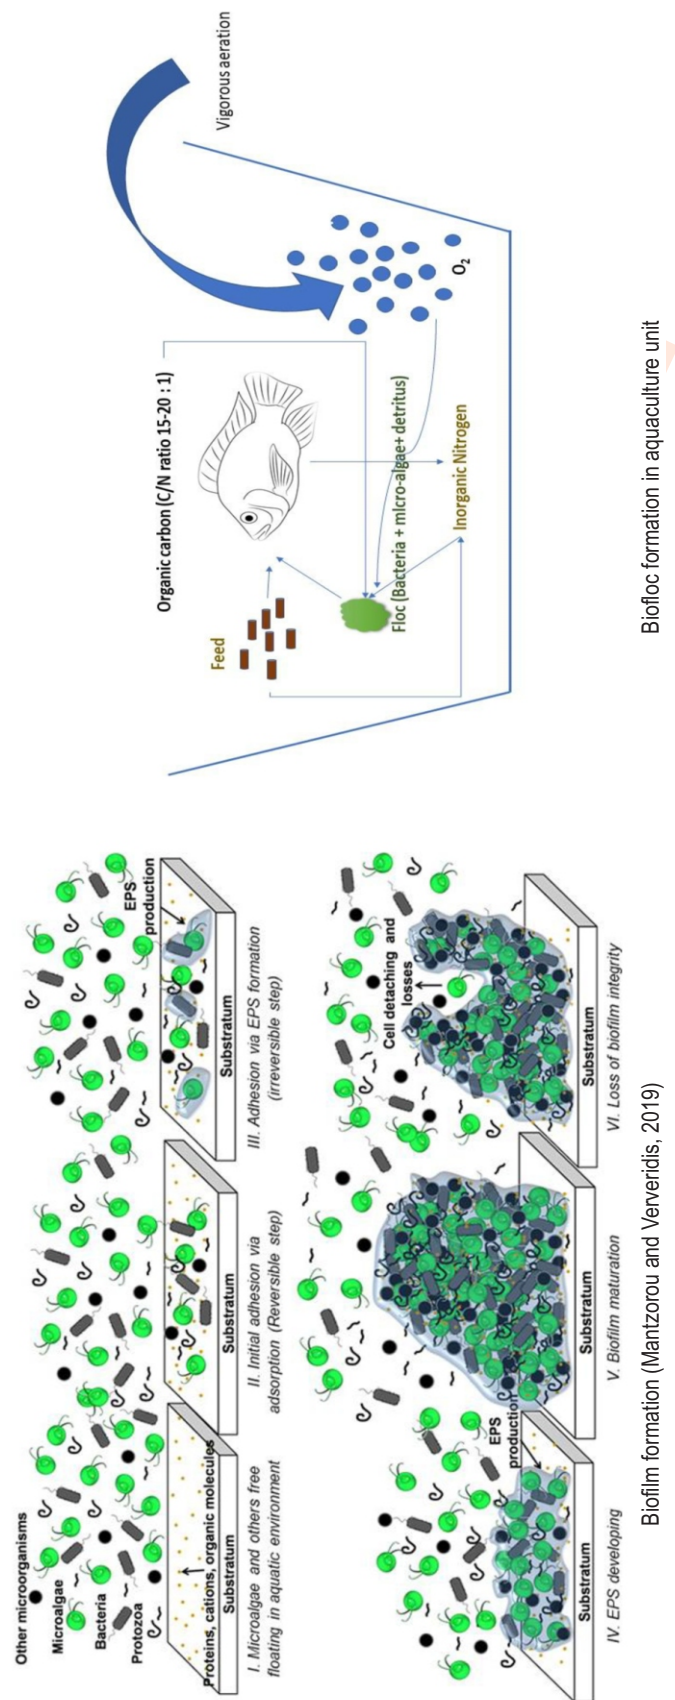 Other microorganisms
Microalgae
Bacteria
Protozoa
Proteins, cations, organic molecules
Substratum
I. Microalgae and others free
floating in aquatic environment
Substratum
II. Initial adhesion via
adsorption (Reversible step)
EPS
production
Substratum
III. Adhesion via EPS formation
(irreversible step)
EPS
production
Substratum
IV. EPS developing
Substratum
V. Biofilm maturation
Cell detaching and
losses
Substratum
VI. Loss of biofilm integrity
Biofilm formation (Mantzorou and Ververidis, 2019)
Vigorous aeration
Organic carbon (C/N ratio 15-20 : 1)
Feed
O₂
Floc (Bacteria + mIcro-algae+ detritus)
Inorganic Nitrogen
Biofloc formation in aquaculture unit